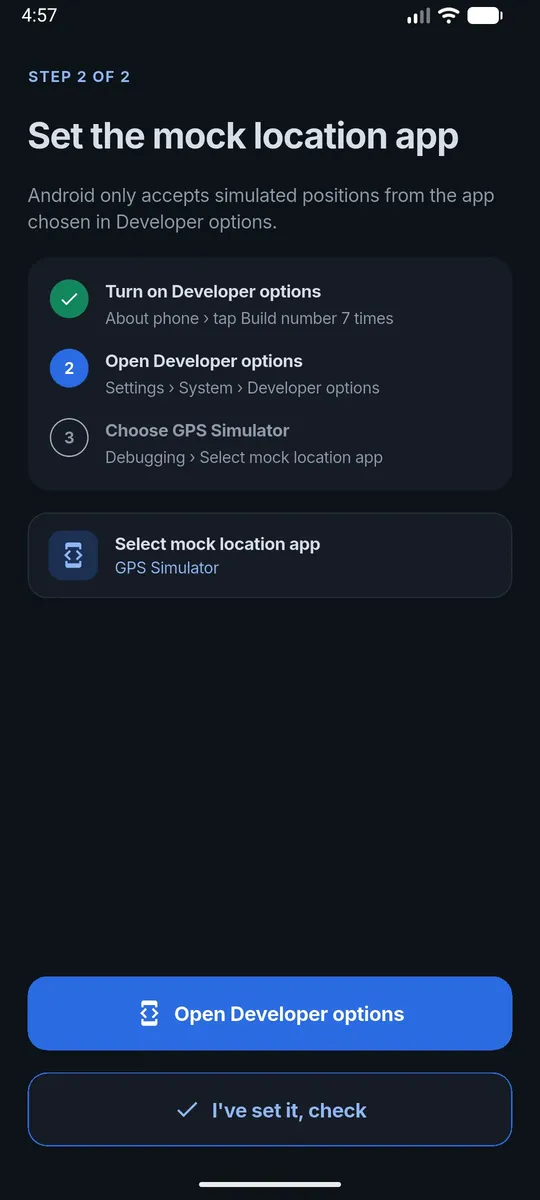 4:57
STEP 2 OF 2
Set the mock location app
Android only accepts simulated positions from the app
chosen in Developer options.
Turn on Developer options
About phone › tap Build number 7 times
2
Open Developer options
Settings › System › Developer options
3
Choose GPS Simulator
Debugging › Select mock location app
Select mock location app
GPS Simulator
Open Developer options
I've set it, check